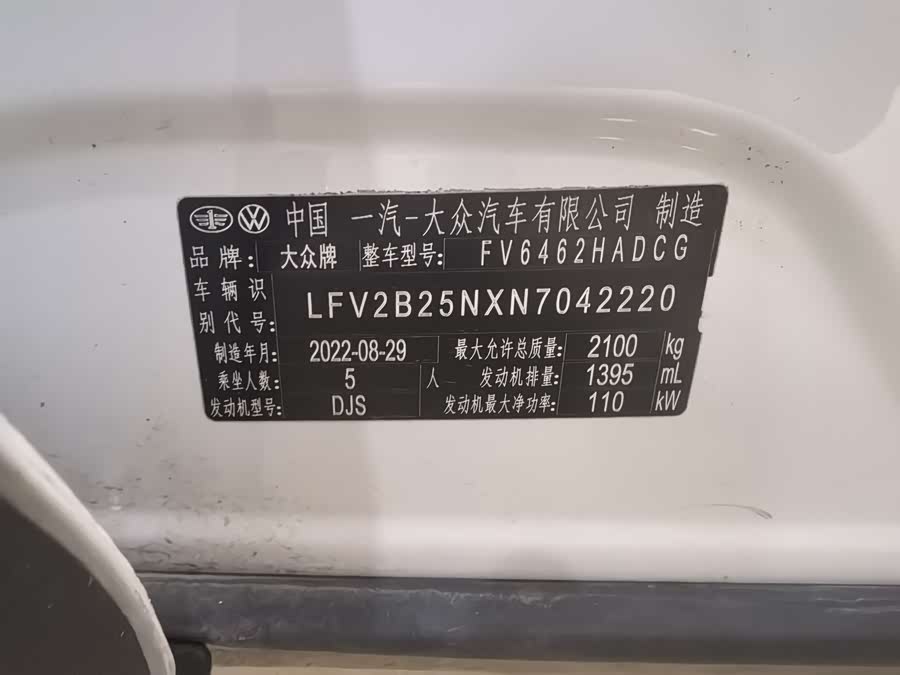 中国 一汽-大众汽车有限公司 制造
品牌: 大众牌 整车型号: FV6462HADCG
车辆识别代号: LFV2B25NXN7042220
制造年月: 2022-08-29 最大允许总质量: 2100 kg
乘坐人数: 5 人 发动机排量: 1395 mL
发动机型号: DJS 发动机最大净功率: 110 kW